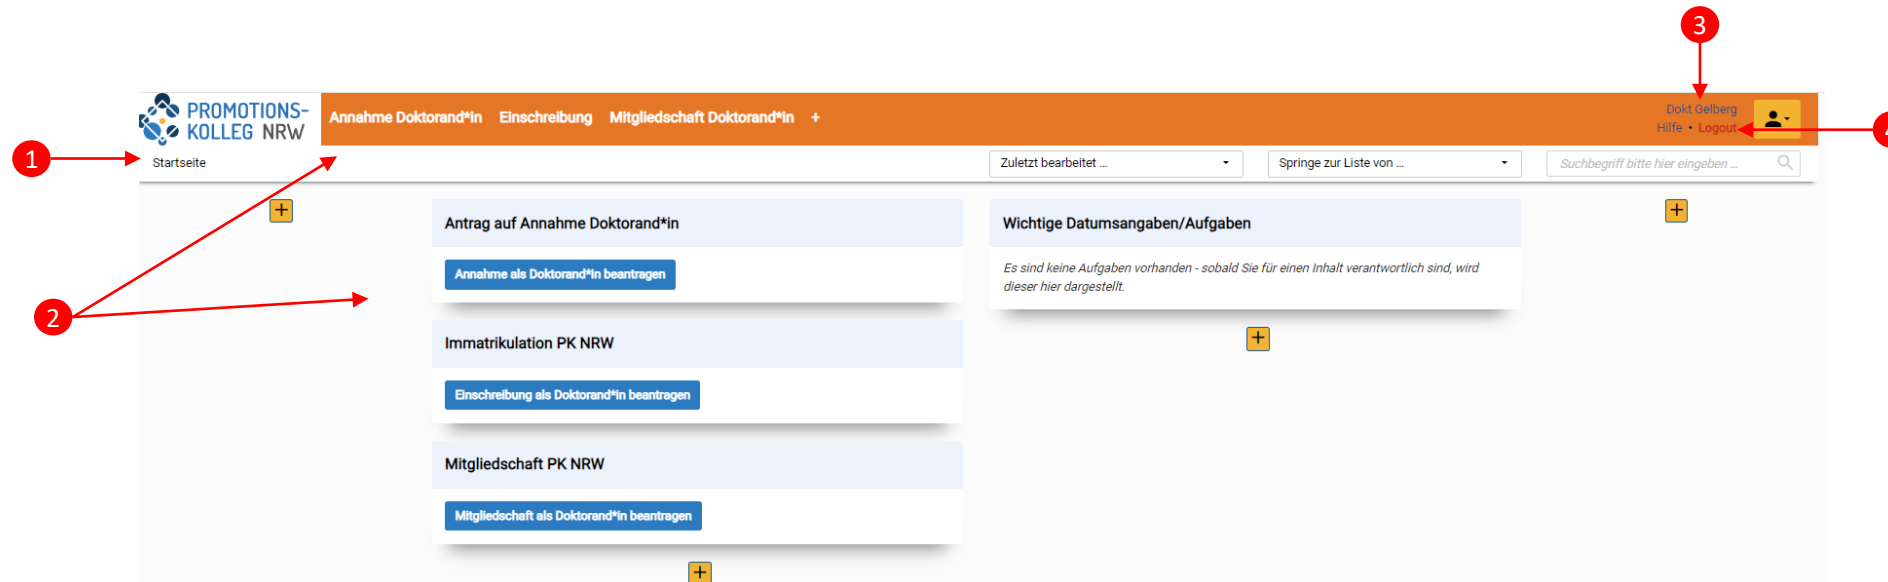 3
PROMOTIONS-
KOLLEG NRW
Annahme Doktorand*in Einschreibung Mitgliedschaft Doktorand*in +
Dokt Gelberg
Hilfe • Logout
4
1
Startseite
Zuletzt bearbeitet ...
Springe zur Liste von ...
Suchbegriff bitte hier eingeben ...
+
Antrag auf Annahme Doktorand*in
Annahme als Doktorand*in beantragen
Wichtige Datumsangaben/Aufgaben
Es sind keine Aufgaben vorhanden - sobald Sie für einen Inhalt verantwortlich sind, wird
dieser hier dargestellt.
+
+
2
Immatrikulation PK NRW
Einschreibung als Doktorand*in beantragen
Mitgliedschaft PK NRW
Mitgliedschaft als Doktorand*in beantragen
+